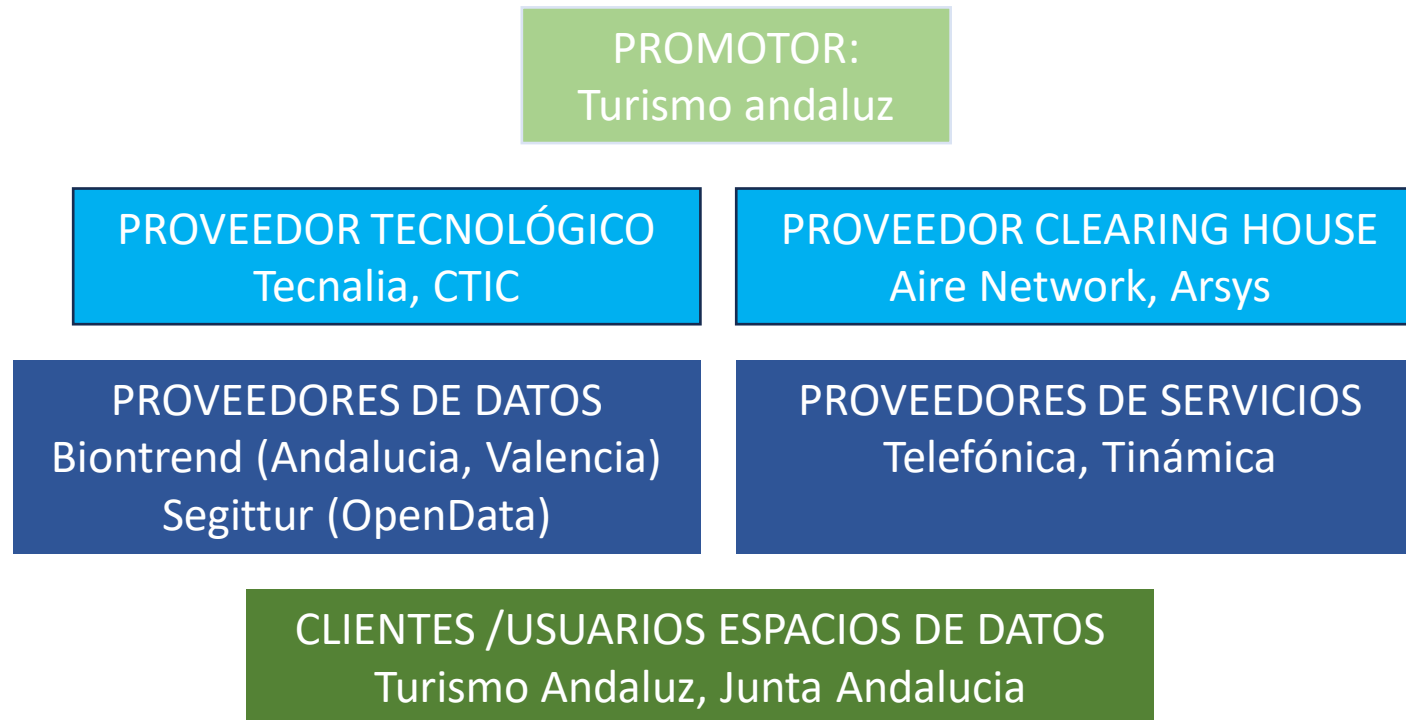 PROMOTOR:
Turismo andaluz
PROVEEDOR TECNOLÓGICO
Tecnalia, CTIC
PROVEEDOR CLEARING HOUSE
Aire Network, Arsys
PROVEEDORES DE DATOS
Biontrend (Andalucia, Valencia)
Segittur (OpenData)
PROVEEDORES DE SERVICIOS
Telefónica, Tinámica
CLIENTES /USUARIOS ESPACIOS DE DATOS
Turismo Andaluz, Junta Andalucia